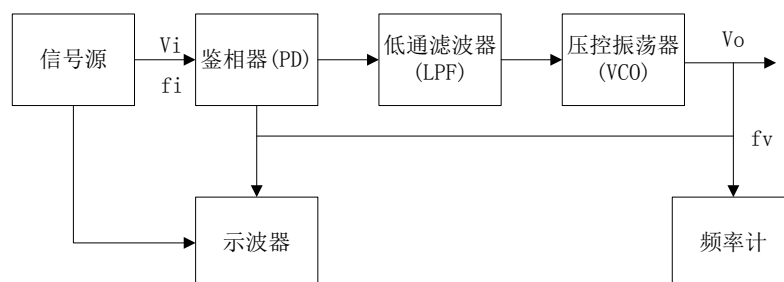 信号源
Vi
fi
鉴相器(PD)
低通滤波器
(LPF)
压控振荡器
(VCO)
Vo
fv
示波器
频率计